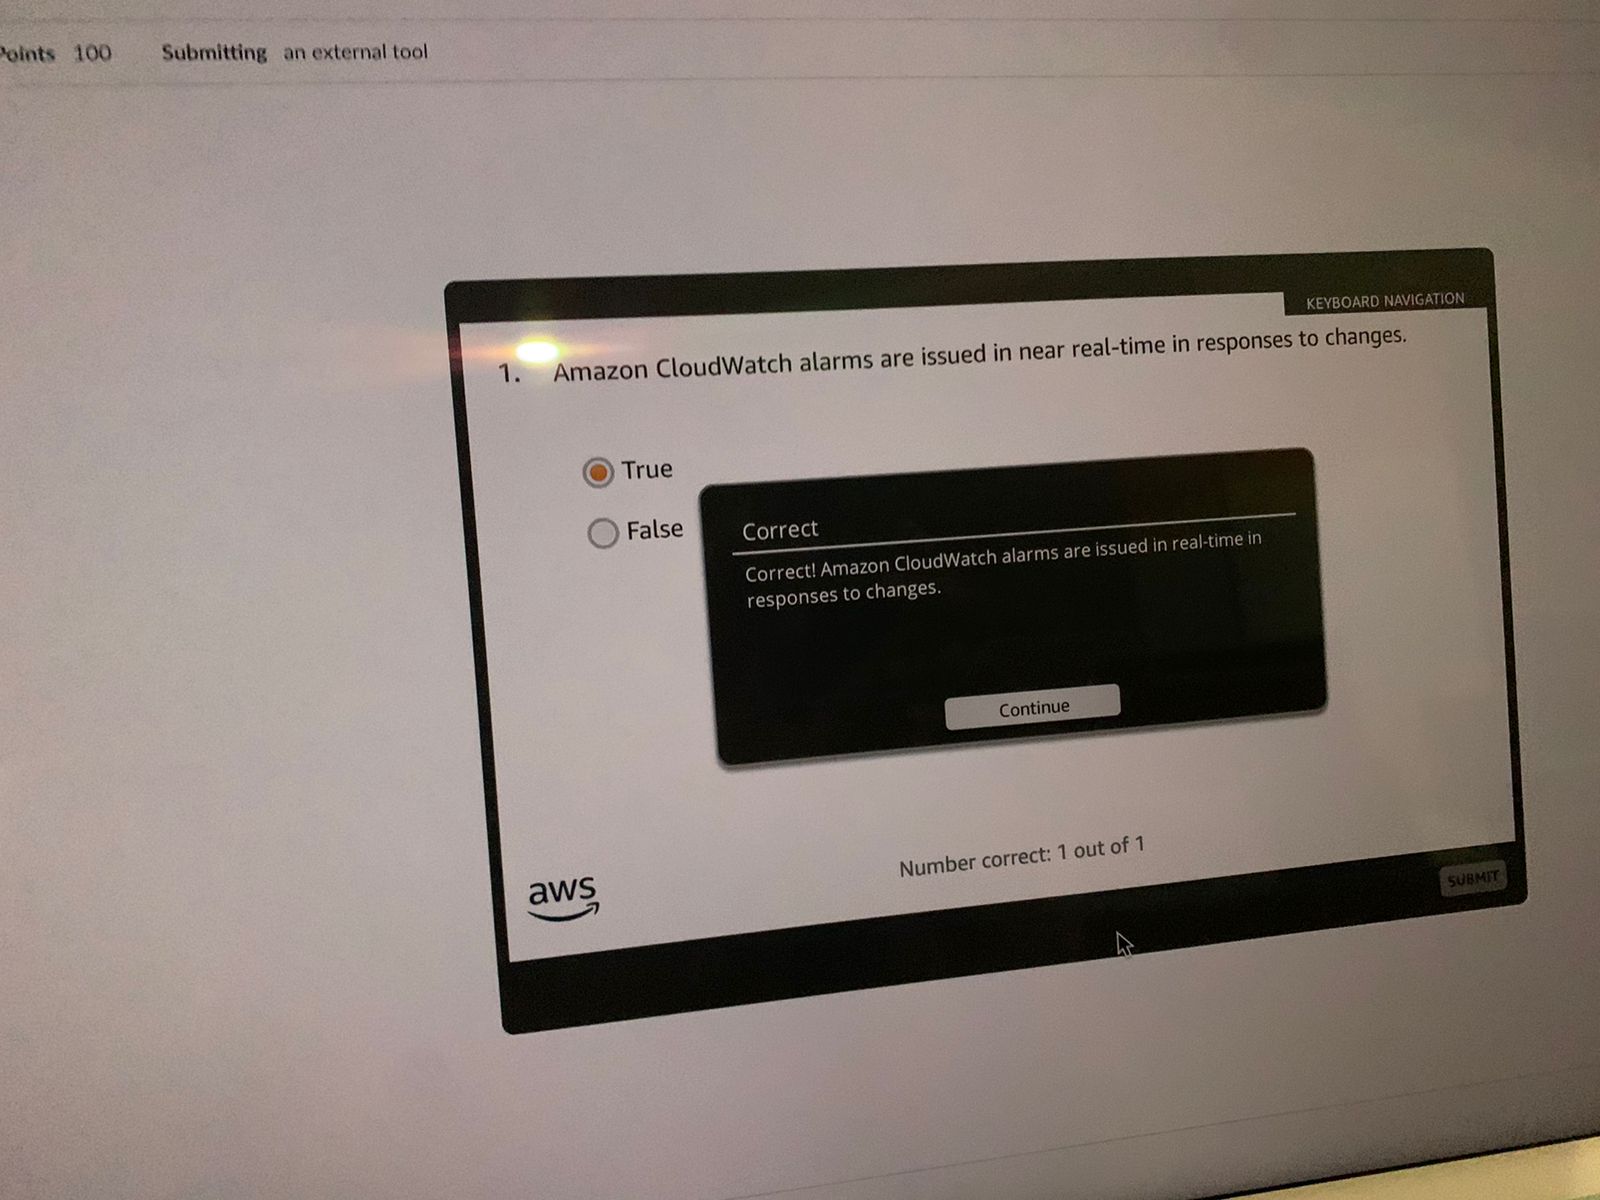 Points 100 Submitting an external tool
KEYBOARD NAVIGATION
1. Amazon CloudWatch alarms are issued in near real-time in responses to changes.
True
False
Correct
Correct! Amazon CloudWatch alarms are issued in real-time in
responses to changes.
Continue
Number correct: 1 out of 1
aws
SUBMIT